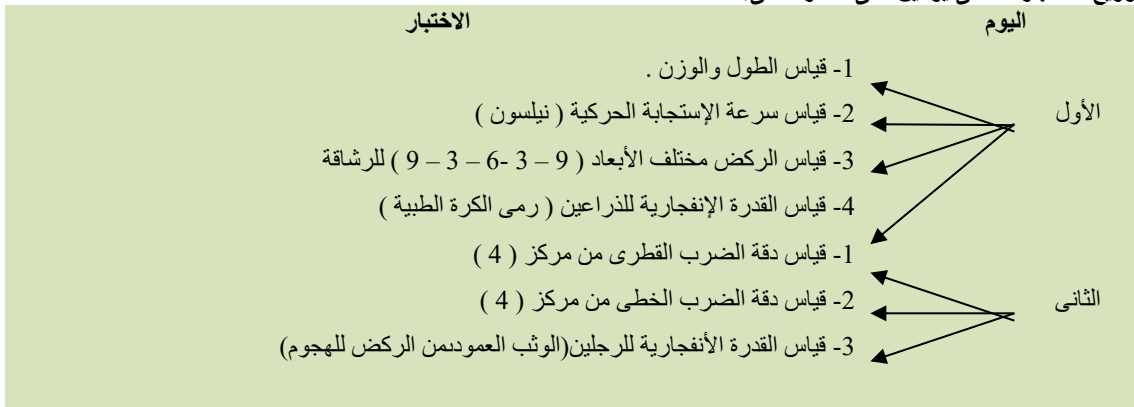 اليوم الاختبار
1- قياس الطول والوزن .
الأول 2- قياس سرعة الإستجابة الحركية ( نيلسون )
3- قياس الركض مختلف الأبعاد ( 9 – 3 -6 – 3 – 9 ) للرشاقة
4- قياس القدرة الإنفجارية للذراعين ( رمى الكرة الطبية )
1- قياس دقة الضرب القطرى من مركز ( 4 )
الثانى 2- قياس دقة الضرب الخطى من مركز ( 4 )
3- قياس القدرة الأنفجارية للرجلين(الوثب العمودىمن الركض للهجوم)